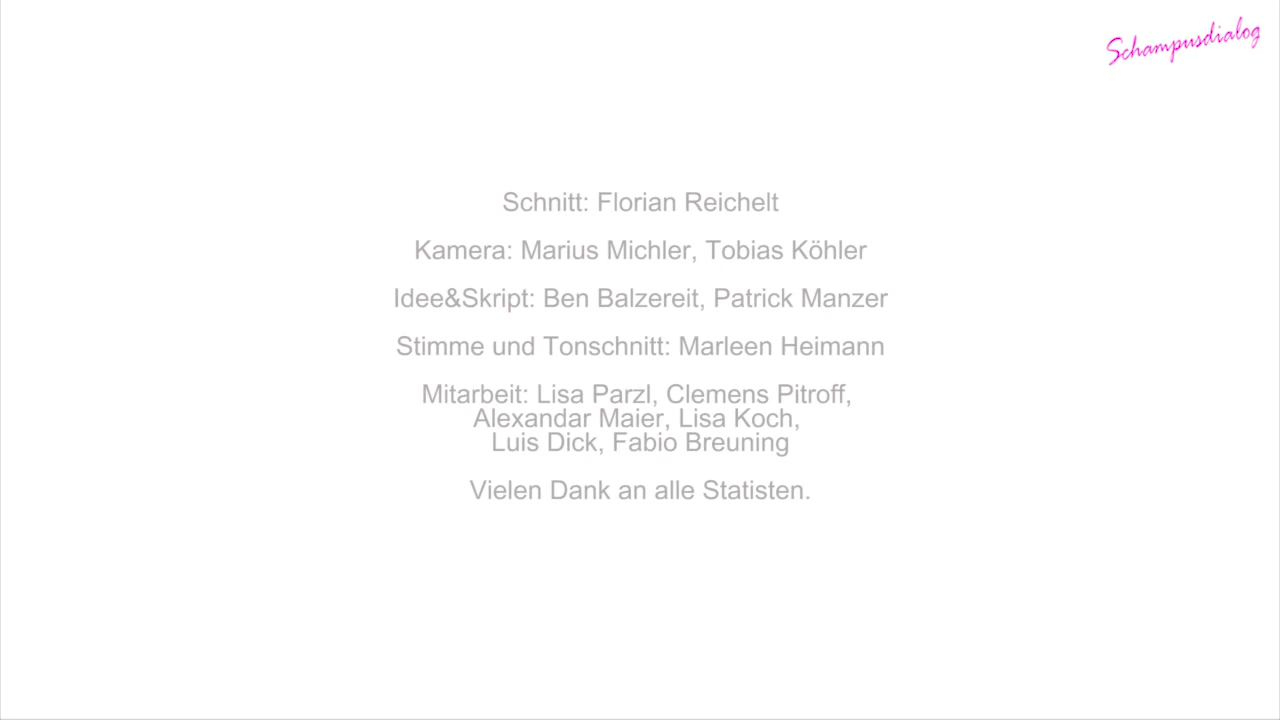 Schampusdialog
Schnitt: Florian Reichelt
Kamera: Marius Michler, Tobias Köhler
Idee&Skript: Ben Balzereit, Patrick Manzer
Stimme und Tonschnitt: Marleen Heimann
Mitarbeit: Lisa Parzl, Clemens Pitroff,
Alexandar Maier, Lisa Koch,
Luis Dick, Fabio Breuning
Vielen Dank an alle Statisten.